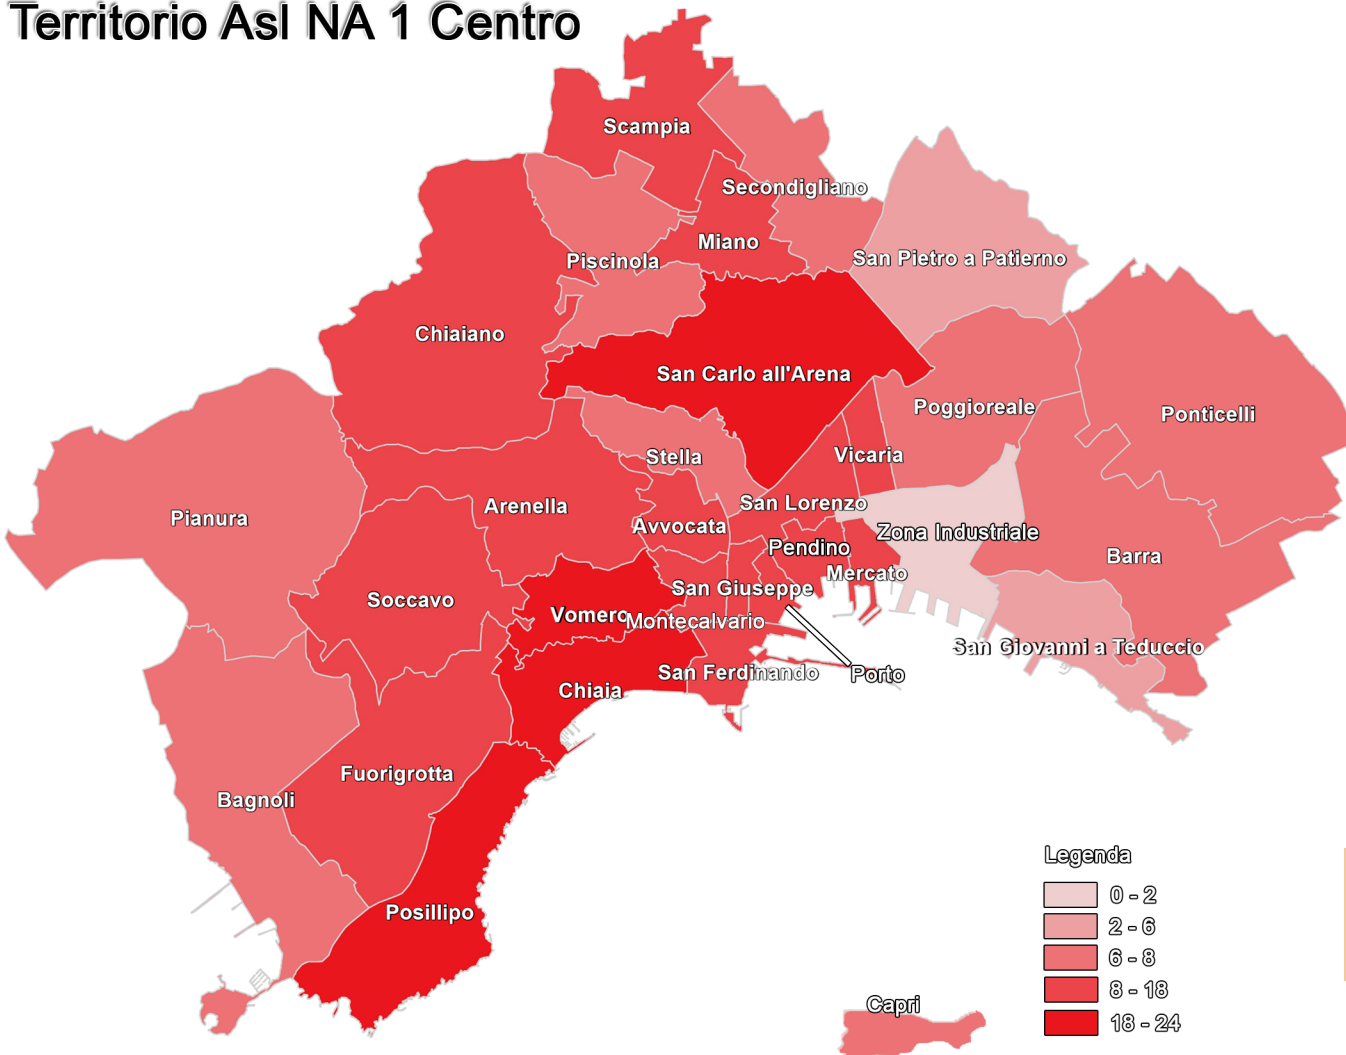 Territorio Asl NA 1 Centro
Scampia
Secondigliano
Miano
Piscinola
San Pietro a Patierno
Chiaiano
San Carlo all'Arena
Poggioreale
Ponticelli
Stella
Vicaria
Arenella
San Lorenzo
Pianura
Avvocata
Zona Industriale
Pendino
Barra
Mercato
San Giuseppe
Soccavo
Vomero
Montecalvario
San Giovanni a Teduccio
San Ferdinando
Porto
Chiaia
Fuorigrotta
Bagnoli
Posillipo
Capri
Legenda
0 - 2
2 - 6
6 - 8
8 - 18
18 - 24